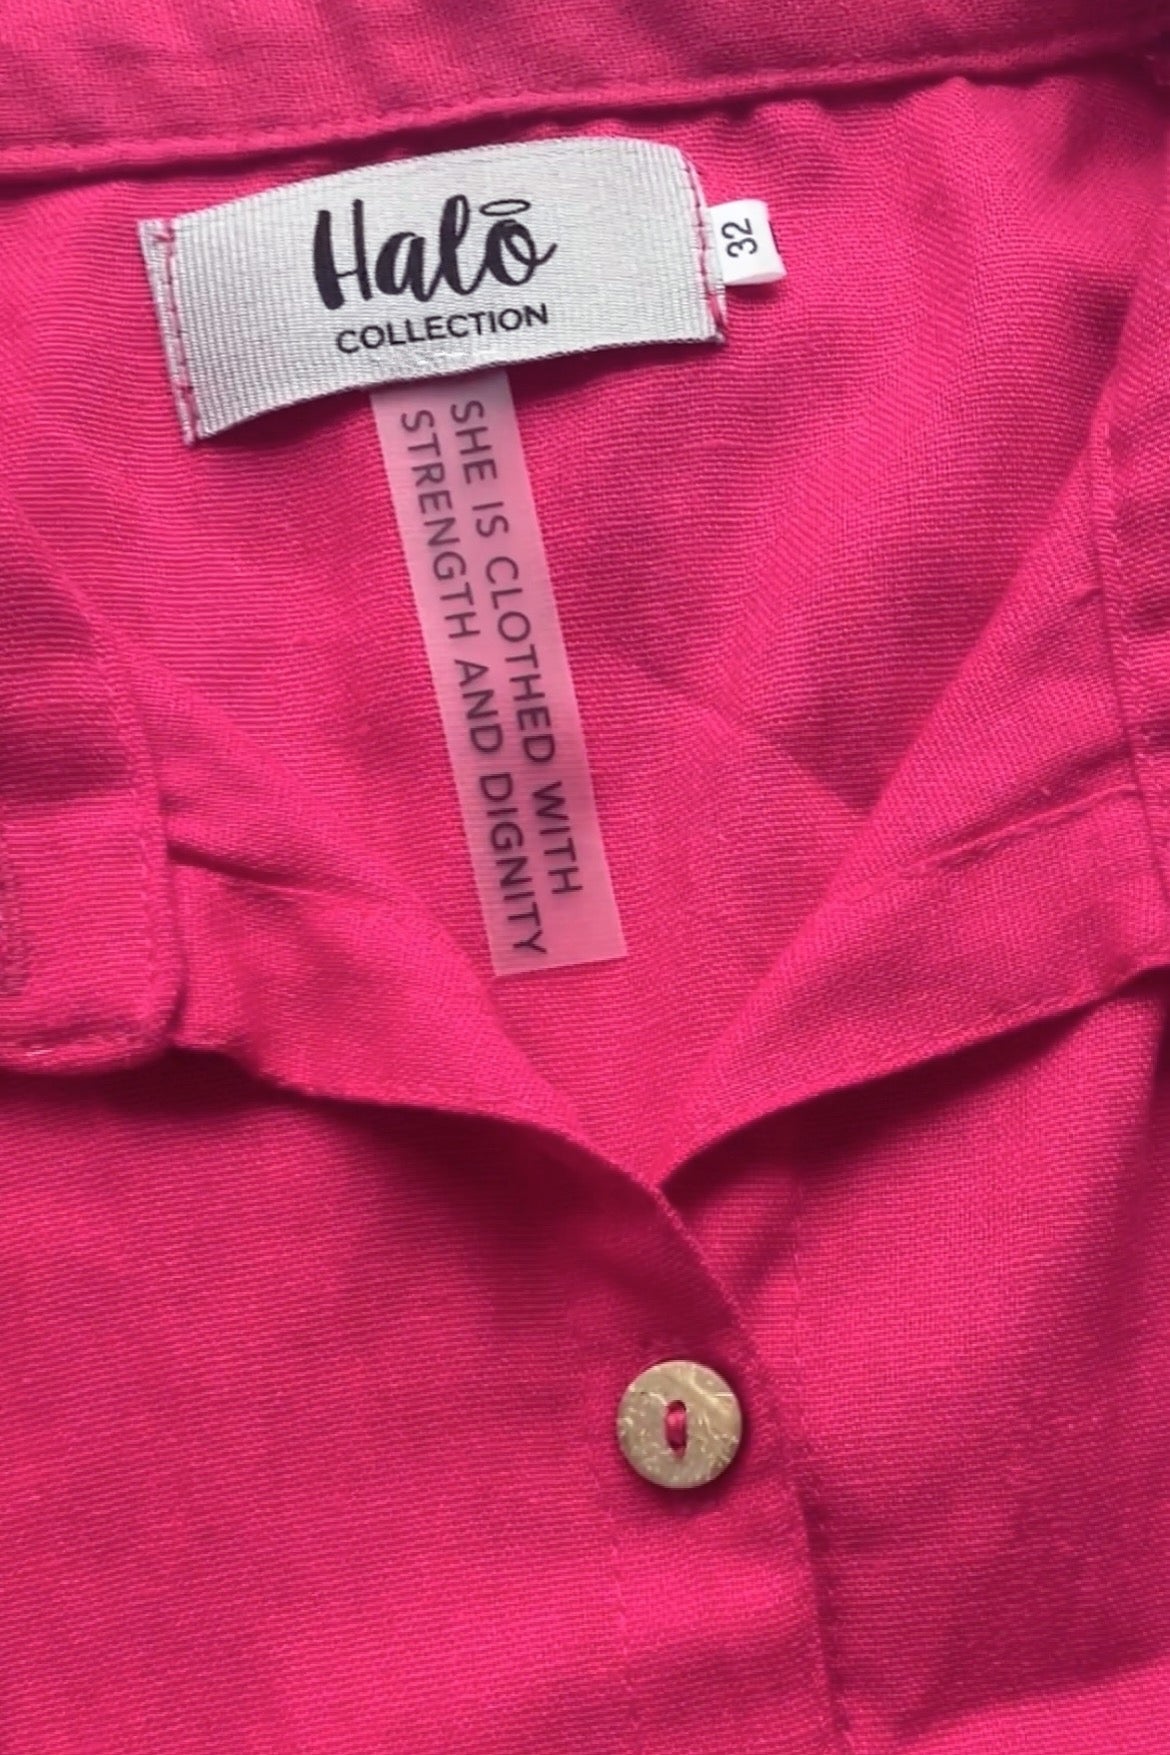 Halo
COLLECTION
32
SHE IS CLOTHED WITH
STRENGTH AND DIGNITY